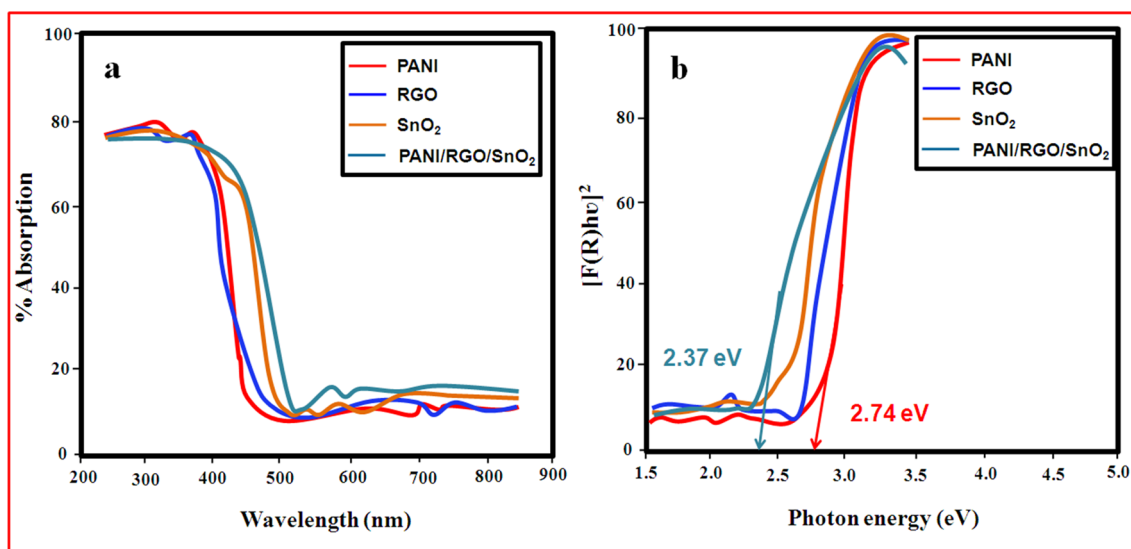 a
PANI
RGO
SnO₂
PANI/RGO/SnO₂
% Absorption
100
80
60
40
20
0
200 300 400 500 600 700 800 900
Wavelength (nm)
b
PANI
RGO
SnO₂
PANI/RGO/SnO₂
[F(R)hυ]²
100
80
60
40
20
0
2.37 eV
2.74 eV
1.5 2.0 2.5 3.0 3.5 4.0 4.5 5.0
Photon energy (eV)